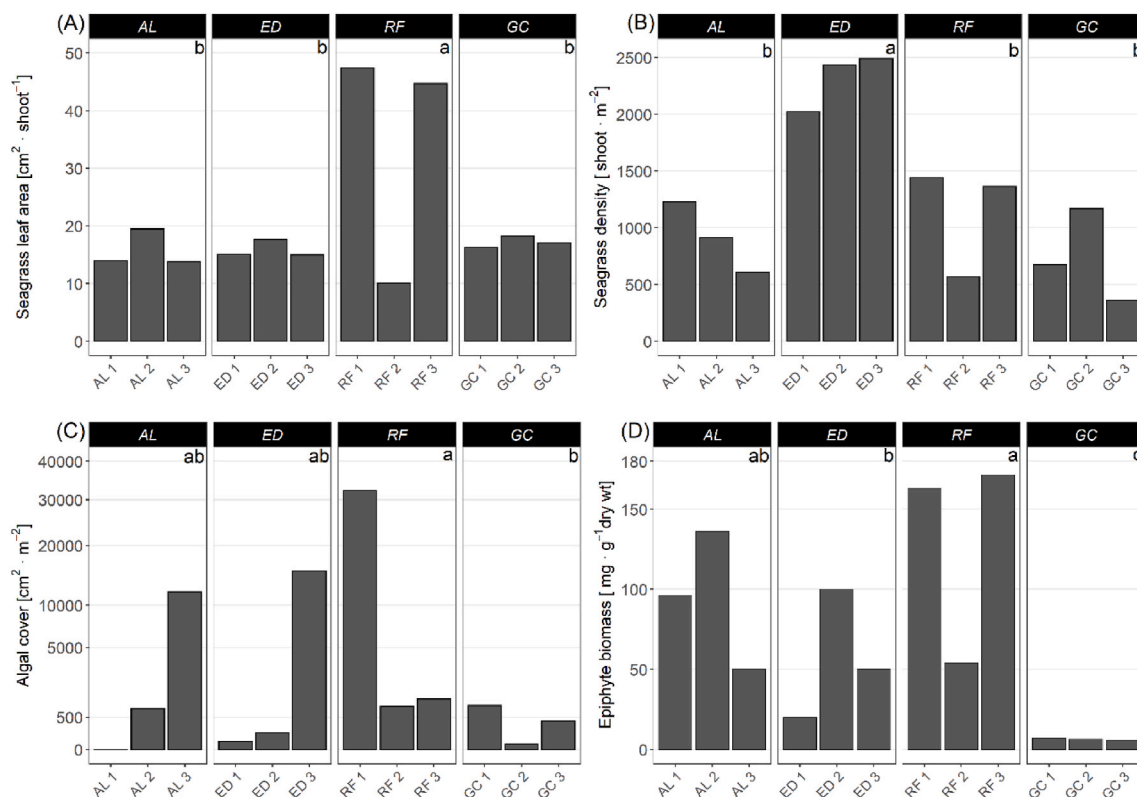 (A) AL ED RF GC
b b a b
Seagrass leaf area [cm² · shoot⁻¹]
50
40
30
20
10
0
AL 1 AL 2 AL 3 ED 1 ED 2 ED 3 RF 1 RF 2 RF 3 GC 1 GC 2 GC 3
(B) AL ED RF GC
b a b b
Seagrass density [ shoot · m⁻²]
2500
2000
1500
1000
500
0
AL 1 AL 2 AL 3 ED 1 ED 2 ED 3 RF 1 RF 2 RF 3 GC 1 GC 2 GC 3
(C) AL ED RF GC
ab ab a b
Algal cover [cm² · m⁻²]
40000
30000
20000
10000
5000
500
0
AL 1 AL 2 AL 3 ED 1 ED 2 ED 3 RF 1 RF 2 RF 3 GC 1 GC 2 GC 3
(D) AL ED RF GC
ab b a
Epiphyte biomass [ mg · g⁻¹dry wt]
180
150
100
50
0
AL 1 AL 2 AL 3 ED 1 ED 2 ED 3 RF 1 RF 2 RF 3 GC 1 GC 2 GC 3